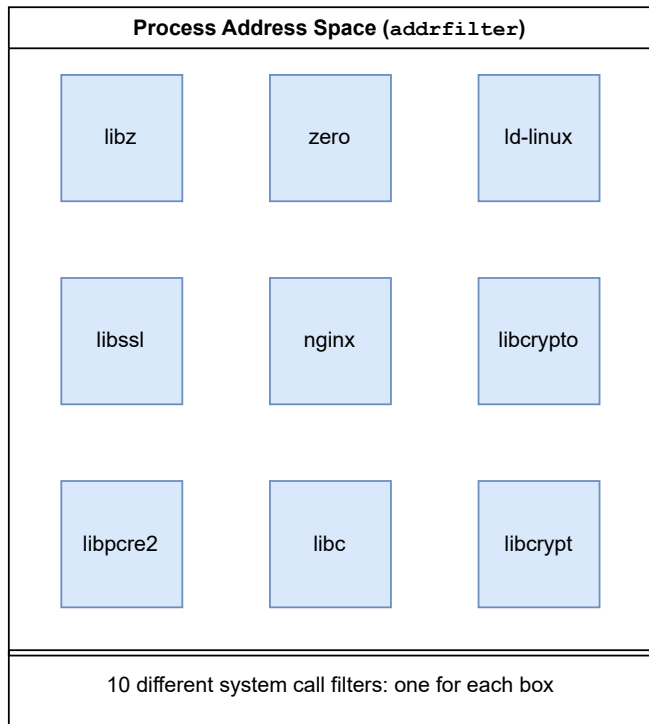 Process Address Space (addrfilter)
libz
zero
ld-linux
libssl
nginx
libcrypto
libpcre2
libc
libcrypt
10 different system call filters: one for each box